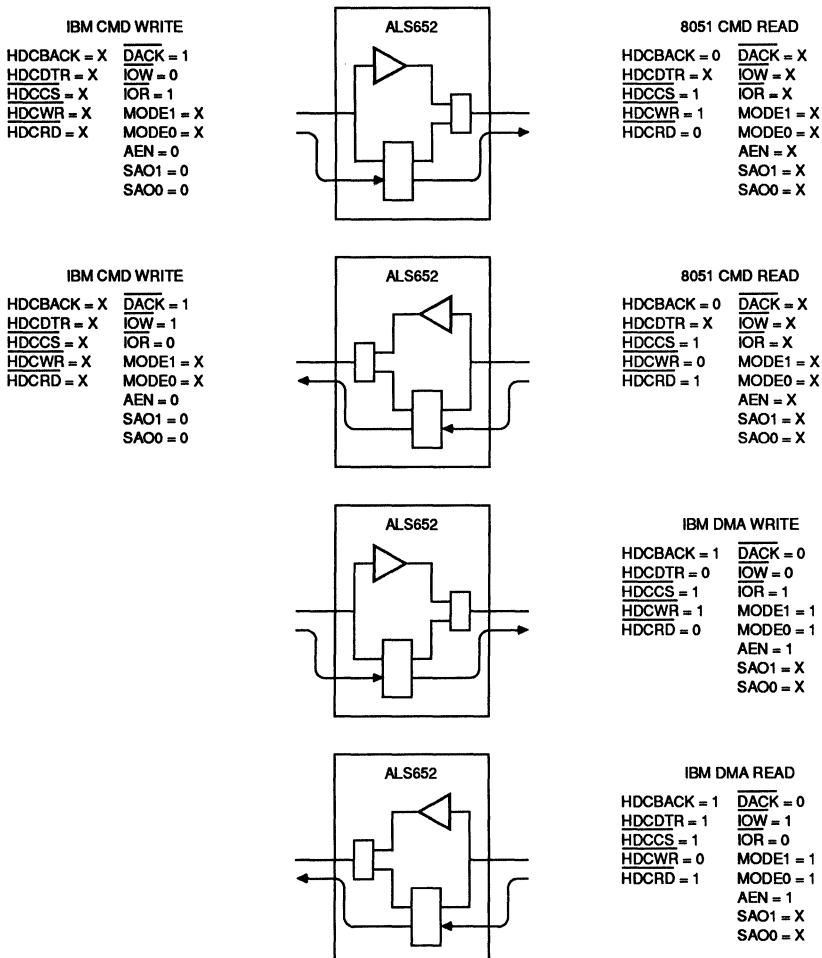 IBM CMD WRITE
HDCBACK = X DACK = 1
HDCDTR = X IOW = 0
HDCCS = X IOR = 1
HDCWR = X MODE1 = X
HDCRD = X MODE0 = X
AEN = 0
SAO1 = 0
SAO0 = 0
ALS652
8051 CMD READ
HDCBACK = 0 DACK = X
HDCDTR = X IOW = X
HDCCS = 1 IOR = X
HDCWR = 1 MODE1 = X
HDCRD = 0 MODE0 = X
AEN = X
SAO1 = X
SAO0 = X
IBM CMD WRITE
HDCBACK = X DACK = 1
HDCDTR = X IOW = 1
HDCCS = X IOR = 0
HDCWR = X MODE1 = X
HDCRD = X MODE0 = X
AEN = 0
SAO1 = 0
SAO0 = 0
ALS652
8051 CMD READ
HDCBACK = 0 DACK = X
HDCDTR = X IOW = X
HDCCS = 1 IOR = X
HDCWR = 0 MODE1 = X
HDCRD = 1 MODE0 = X
AEN = X
SAO1 = X
SAO0 = X
ALS652
IBM DMA WRITE
HDCBACK = 1 DACK = 0
HDCDTR = 0 IOW = 0
HDCCS = 1 IOR = 1
HDCWR = 1 MODE1 = 1
HDCRD = 0 MODE0 = 1
AEN = 1
SAO1 = X
SAO0 = X
ALS652
IBM DMA READ
HDCBACK = 1 DACK = 0
HDCDTR = 1 IOW = 1
HDCCS = 1 IOR = 0
HDCWR = 0 MODE1 = 1
HDCRD = 1 MODE0 = 1
AEN = 1
SAO1 = X
SAO0 = X